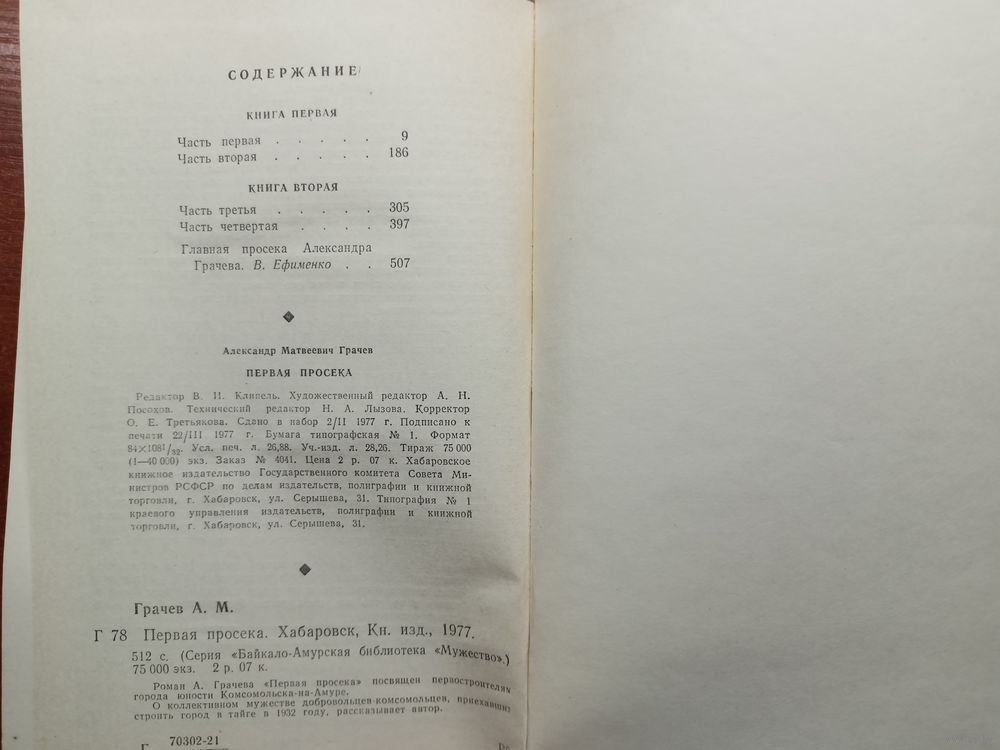 СОДЕРЖАНИЕ
КНИГА ПЕРВАЯ
Часть первая . . . . . 9
Часть вторая . . . . . 186
КНИГА ВТОРАЯ
Часть третья . . . . . 305
Часть четвертая . . . . 397
Главная просека Александра
Грачева. В. Ефименко . . 507
Александр Матвеевич Грачев
ПЕРВАЯ ПРОСЕКА
Редактор В. И. Клипель. Художественный редактор А. Н.
Посохов. Технический редактор Н. А. Лызова. Корректор
О. Е. Третьякова. Сдано в набор 2/II 1977 г. Подписано к
печати 22/III 1977 г. Бумага типографская № 1. Формат
84×108¹/₃₂. Усл. печ. л. 26,88. Уч.-изд. л. 28,26. Тираж 75 000
(1—40 000) экз. Заказ № 4041. Цена 2 р. 07 к. Хабаровское
книжное издательство Государственного комитета Совета Ми-
нистров РСФСР по делам издательств, полиграфии и книжной
торговли, г. Хабаровск, ул. Серышева, 31. Типография № 1
краевого управления издательств, полиграфии и книжной
торговли, г. Хабаровск, ул. Серышева, 31.
Грачев А. М.
Г 78 Первая просека. Хабаровск, Кн. изд., 1977.
512 с. (Серия «Байкало-Амурская библиотека «Мужество».)
75 000 экз. 2 р. 07 к.
Роман А. Грачева «Первая просека» посвящен первостроителям
города юности Комсомольска-на-Амуре.
О коллективном мужестве добровольцев-комсомольцев,
строить город в тайге в 1932 году, рассказывает автор.
70302-21
Г